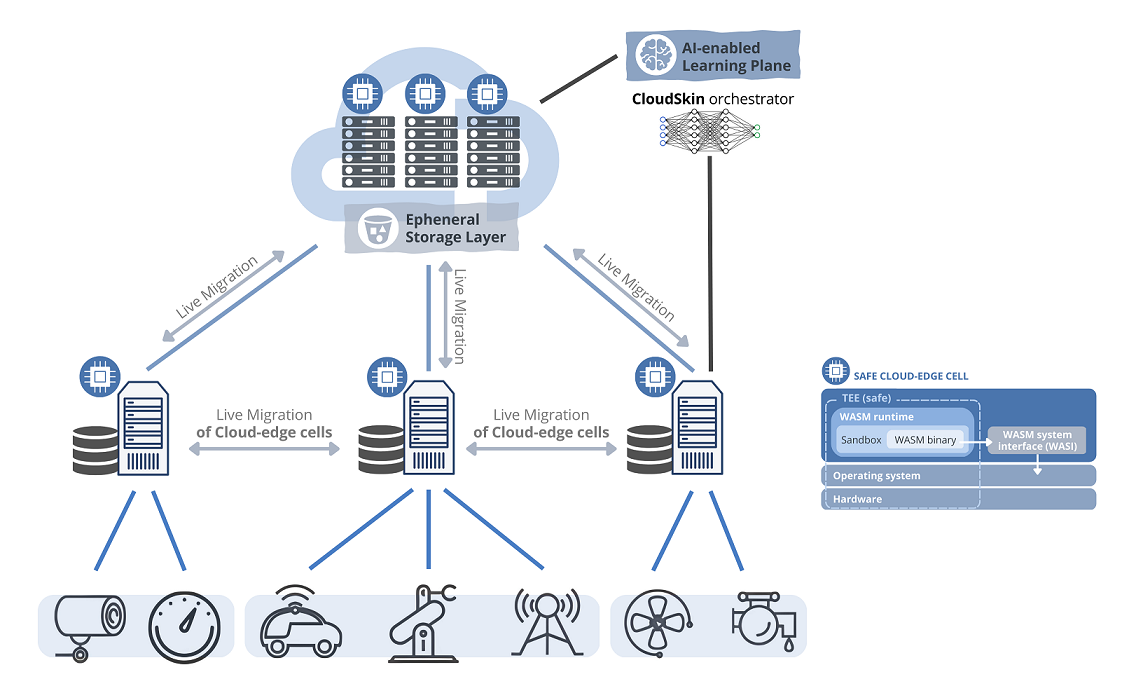 AI-enabled
Learning Plane
CloudSkin orchestrator
Epheneral
Storage Layer
Live Migration
Live Migration
Live Migration
Live Migration
of Cloud-edge cells
Live Migration
of Cloud-edge cells
SAFE CLOUD-EDGE CELL
TEE (safe)
WASM runtime
Sandbox
WASM binary
WASM system
interface (WASI)
Operating system
Hardware